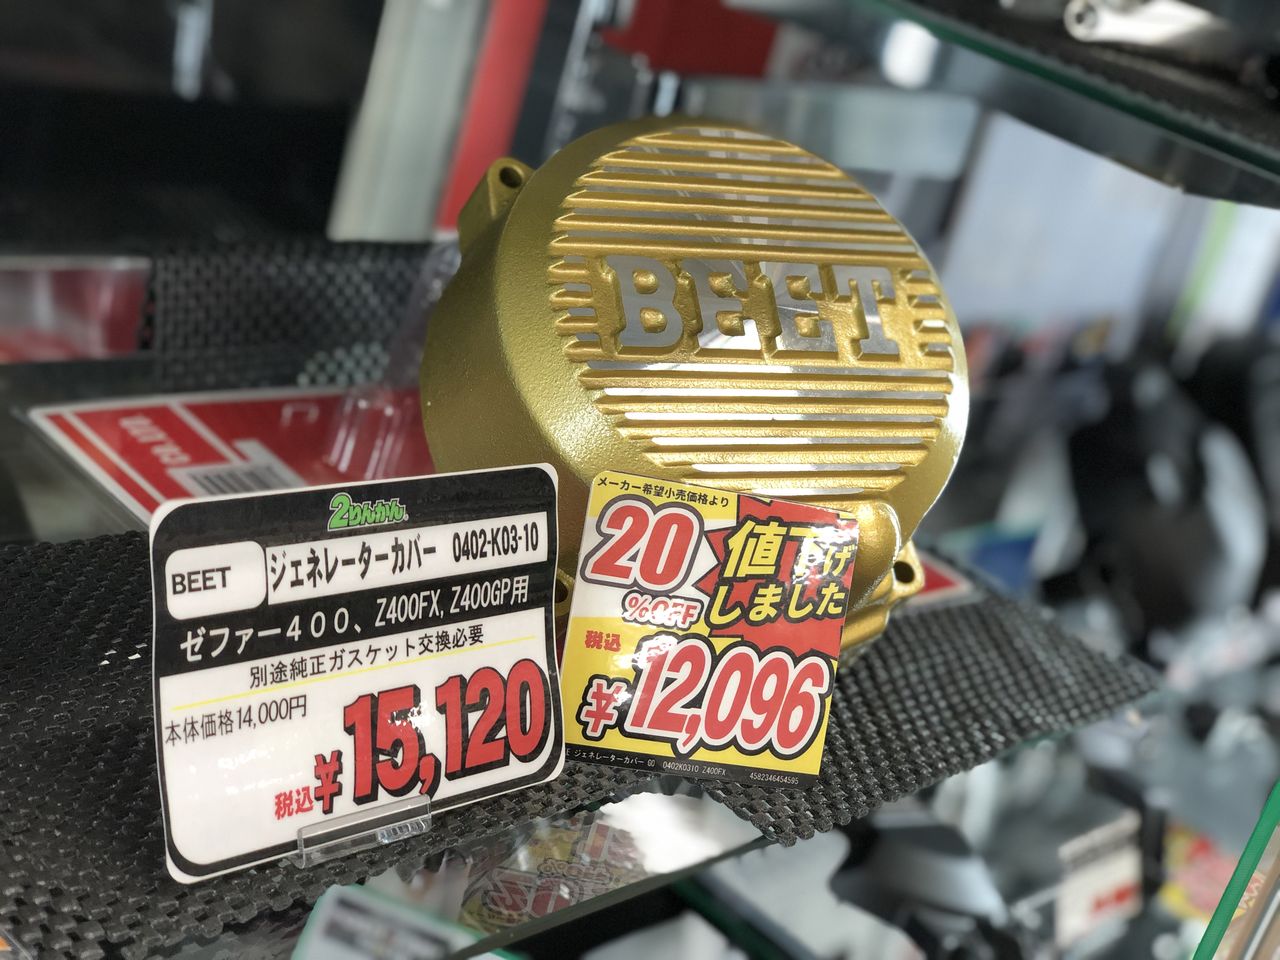 BEET
2りんかん
BEET
ジェネレーターカバー 0402-K03-10
ゼファー400、Z400FX, Z400GP用
別途純正ガスケット交換必要
本体価格14,000円
税込¥15,120
メーカー希望小売価格より
20%OFF
値下げしました
税込
¥12,096
ジェネレーターカバー GO 0402K0310 Z400FX 4582346454595